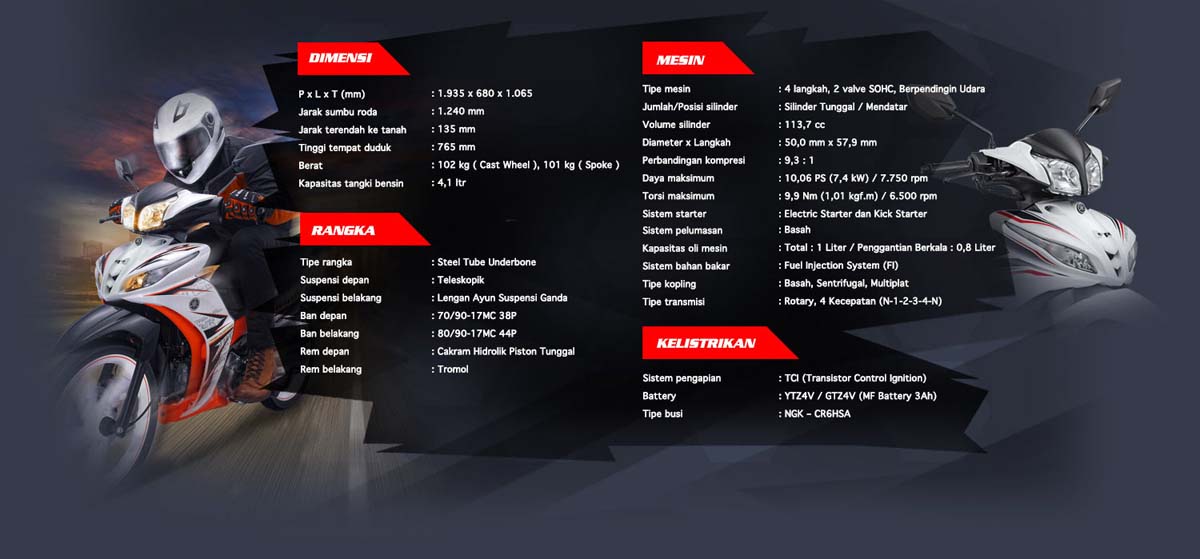 DIMENSI
P x L x T (mm) : 1.935 x 680 x 1.065
Jarak sumbu roda : 1.240 mm
Jarak terendah ke tanah : 135 mm
Tinggi tempat duduk : 765 mm
Berat : 102 kg ( Cast Wheel ), 101 kg ( Spoke )
Kapasitas tangki bensin : 4,1 ltr
RANGKA
Tipe rangka : Steel Tube Underbone
Suspensi depan : Teleskopik
Suspensi belakang : Lengan Ayun Suspensi Ganda
Ban depan : 70/90-17MC 38P
Ban belakang : 80/90-17MC 44P
Rem depan : Cakram Hidrolik Piston Tunggal
Rem belakang : Tromol
MESIN
Tipe mesin : 4 langkah, 2 valve SOHC, Berpendingin Udara
Jumlah/Posisi silinder : Silinder Tunggal / Mendatar
Volume silinder : 113,7 cc
Diameter x Langkah : 50,0 mm x 57,9 mm
Perbandingan kompresi : 9,3 : 1
Daya maksimum : 10,06 PS (7,4 kW) / 7.750 rpm
Torsi maksimum : 9,9 Nm (1,01 kgf.m) / 6.500 rpm
Sistem starter : Electric Starter dan Kick Starter
Sistem pelumasan : Basah
Kapasitas oli mesin : Total : 1 Liter / Penggantian Berkala : 0,8 Liter
Sistem bahan bakar : Fuel Injection System (FI)
Tipe kopling : Basah, Sentrifugal, Multiplat
Tipe transmisi : Rotary, 4 Kecepatan (N-1-2-3-4-N)
KELISTRIKAN
Sistem pengapian : TCI (Transistor Control Ignition)
Battery : YTZ4V / GTZ4V (MF Battery 3Ah)
Tipe busi : NGK – CR6HSA